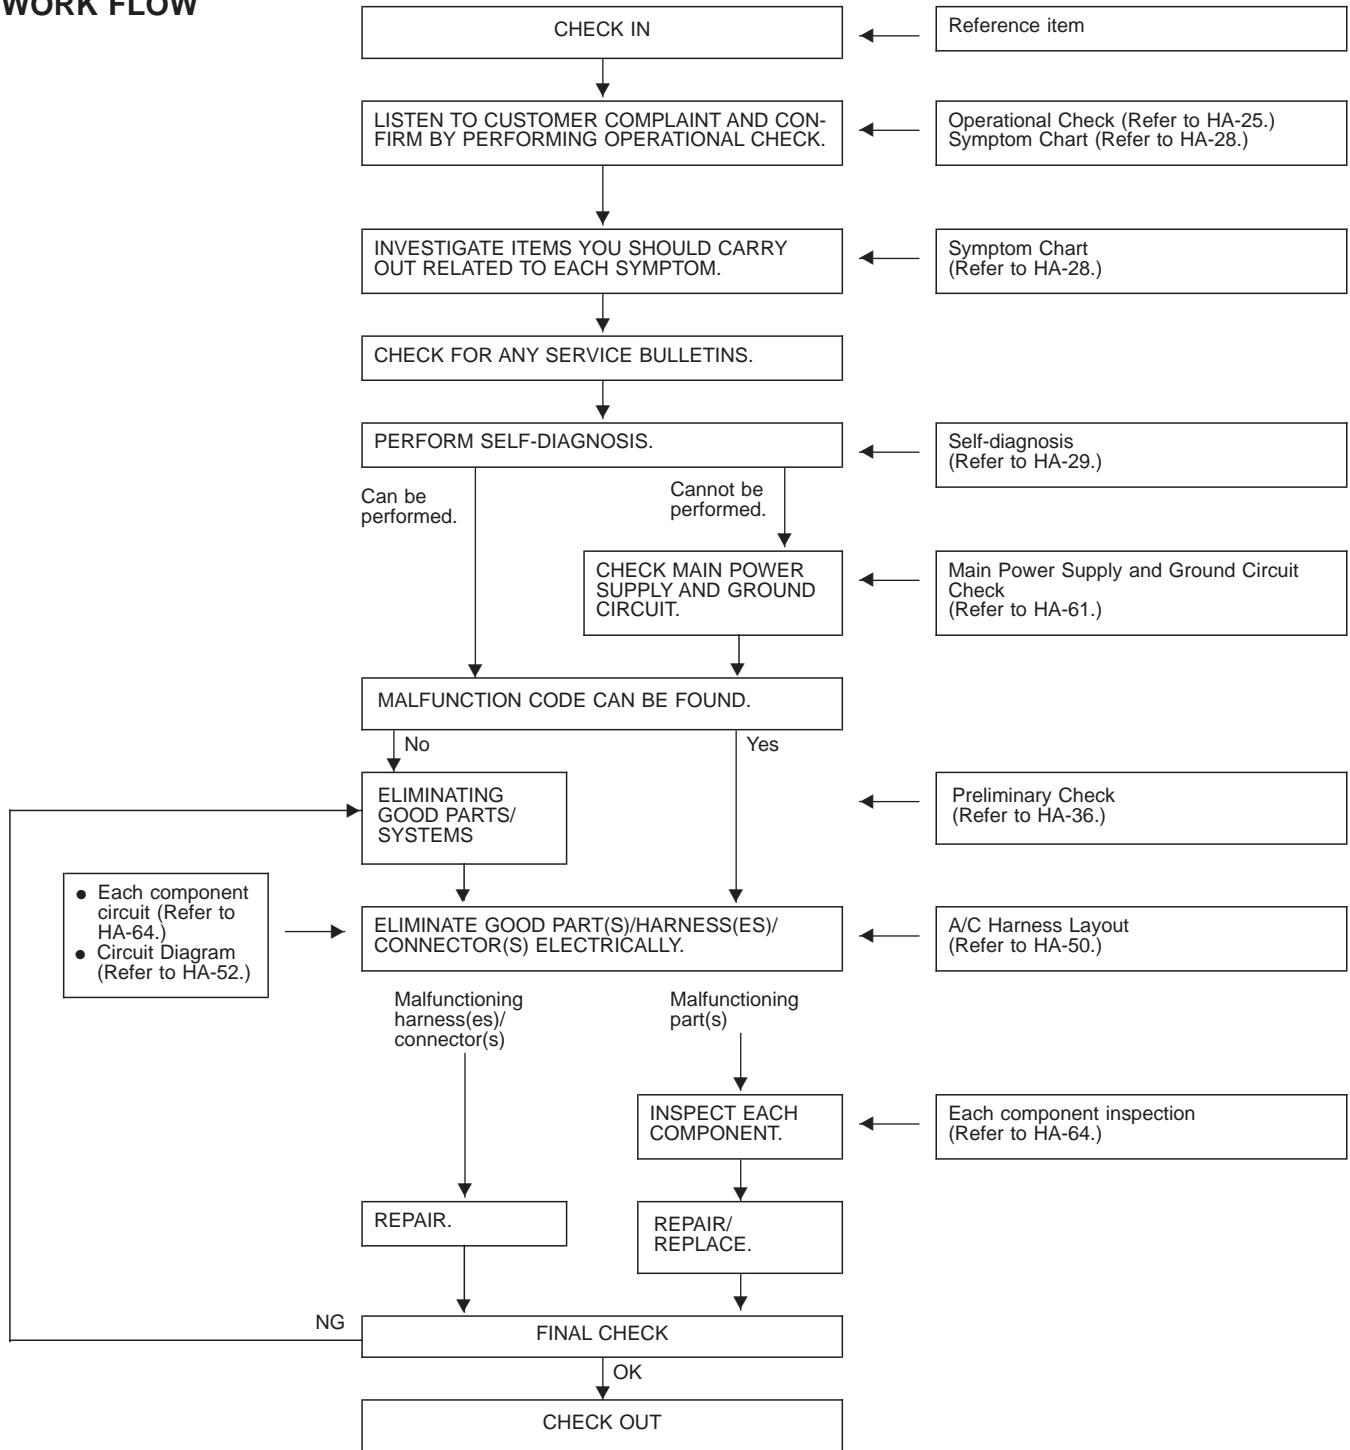 WORK FLOW
CHECK IN
Reference item
LISTEN TO CUSTOMER COMPLAINT AND CON-
FIRM BY PERFORMING OPERATIONAL CHECK.
Operational Check (Refer to HA-25.)
Symptom Chart (Refer to HA-28.)
INVESTIGATE ITEMS YOU SHOULD CARRY
OUT RELATED TO EACH SYMPTOM.
Symptom Chart
(Refer to HA-28.)
CHECK FOR ANY SERVICE BULLETINS.
PERFORM SELF-DIAGNOSIS.
Self-diagnosis
(Refer to HA-29.)
Can be
performed.
Cannot be
performed.
CHECK MAIN POWER
SUPPLY AND GROUND
CIRCUIT.
Main Power Supply and Ground Circuit
Check
(Refer to HA-61.)
MALFUNCTION CODE CAN BE FOUND.
No
Yes
ELIMINATING
GOOD PARTS/
SYSTEMS
Preliminary Check
(Refer to HA-36.)
● Each component
circuit (Refer to
HA-64.)
● Circuit Diagram
(Refer to HA-52.)
ELIMINATE GOOD PART(S)/HARNESS(ES)/
CONNECTOR(S) ELECTRICALLY.
A/C Harness Layout
(Refer to HA-50.)
Malfunctioning
harness(es)/
connector(s)
Malfunctioning
part(s)
INSPECT EACH
COMPONENT.
Each component inspection
(Refer to HA-64.)
REPAIR.
REPAIR/
REPLACE.
NG
FINAL CHECK
OK
CHECK OUT